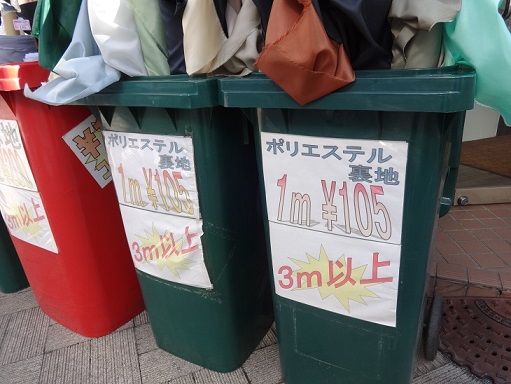 地
ポリエステル
裏地
1m ¥105
3m以上
ポリエステル
裏地
1m ¥105
3m以上